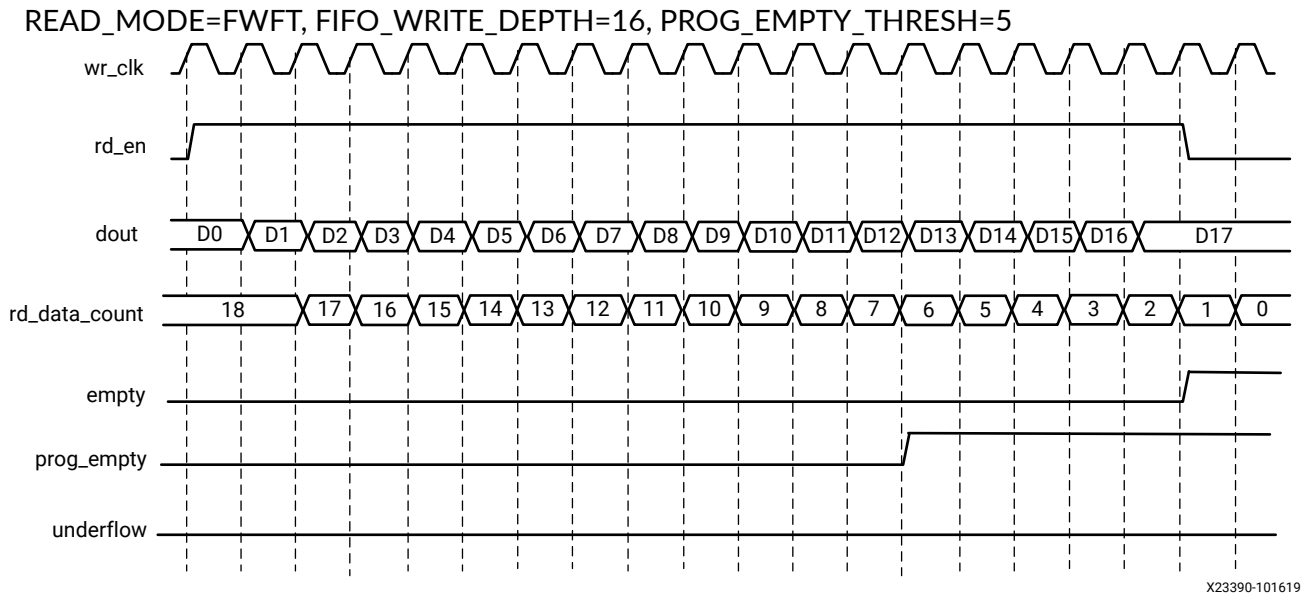 READ_MODE=FWFT, FIFO_WRITE_DEPTH=16, PROG_EMPTY_THRESH=5
wr_clk
rd_en
dout D0 D1 D2 D3 D4 D5 D6 D7 D8 D9 D10 D11 D12 D13 D14 D15 D16 D17
rd_data_count 18 17 16 15 14 13 12 11 10 9 8 7 6 5 4 3 2 1 0
empty
prog_empty
underflow
X23390-101619